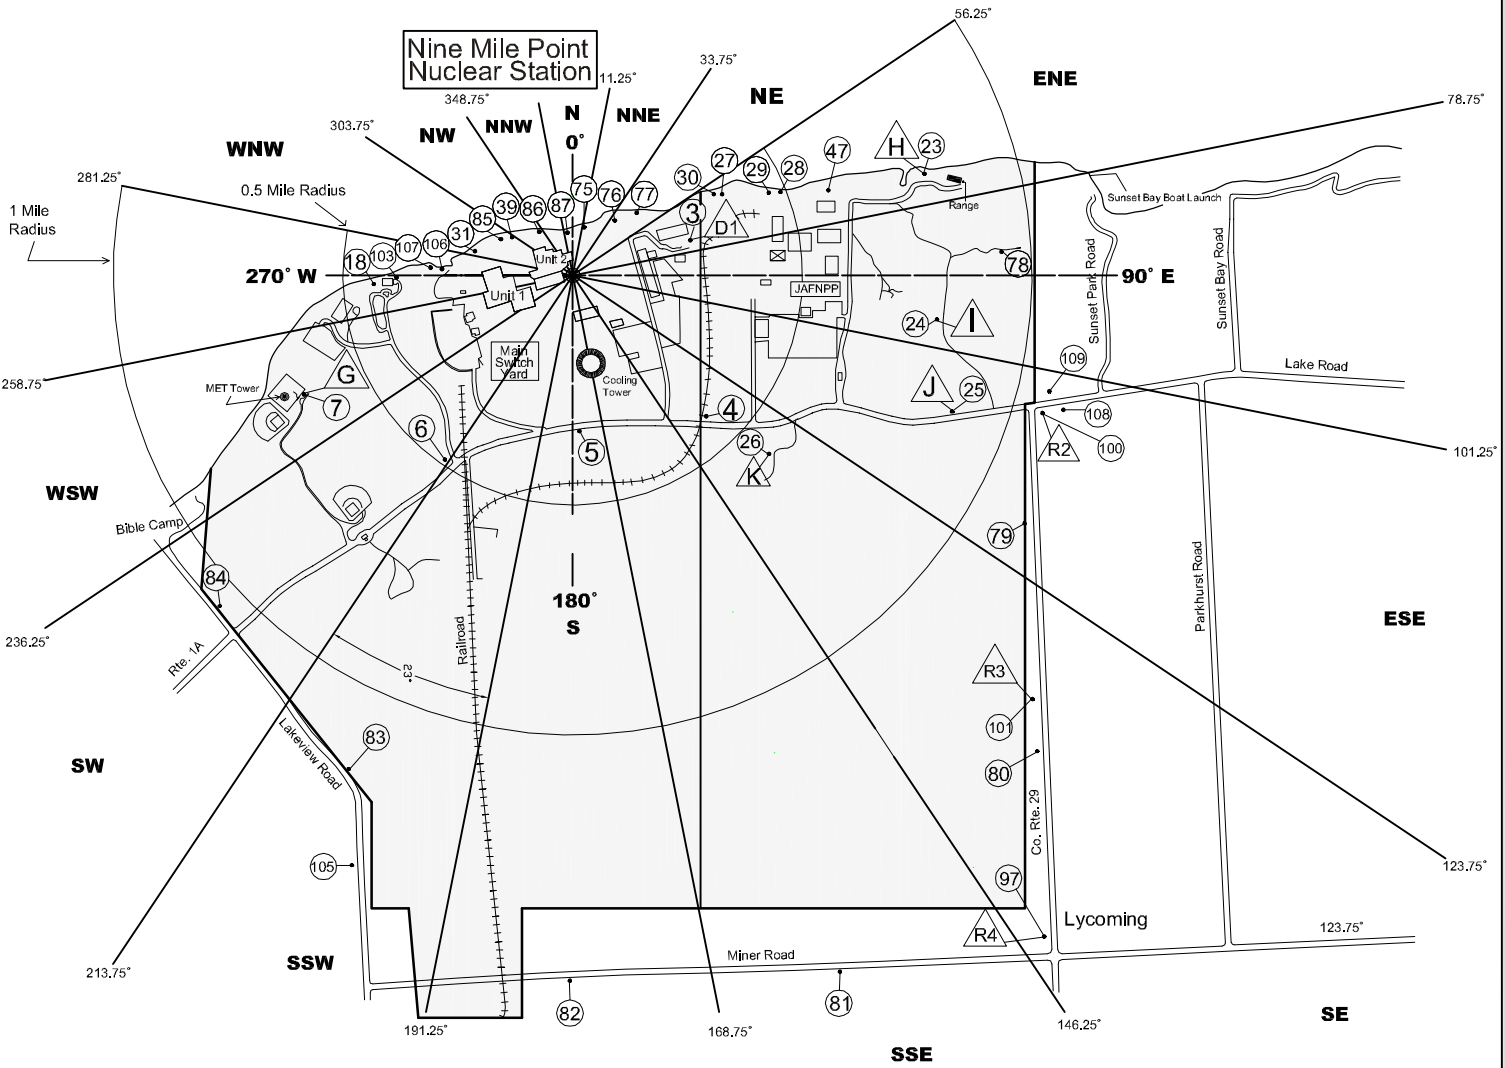 56.25°
Nine Mile Point
Nuclear Station
33.75°
11.25°
ENE
348.75°
NE
78.75°
N
0°
NNE
NNW
NW
303.75°
WNW
H
23
47
281.25°
0.5 Mile Radius
30
27
29
28
1 Mile
Radius
75
76
77
Sunset Bay Boat Launch
Range
87
86
39
85
31
3
D1
106
107
103
18
Unit 2
78
270° W
90° E
Unit 1
JAFNPP
Sunset Park Road
Sunset Bay Road
24
I
Main
Switch
Yard
109
Lake Road
G
Cooling
Tower
258.75°
MET Tower
7
J
25
4
108
6
5
26
R2
100
101.25°
K
WSW
Bible Camp
79
Parkhurst Road
84
180°
S
ESE
236.25°
Rte. 1A
Railroad
23°
R3
101
83
Lakeview Road
SW
80
Co. Rte. 29
105
97
123.75°
Lycoming
R4
123.75°
SSW
Miner Road
213.75°
81
82
SE
191.25°
168.75°
146.25°
SSE